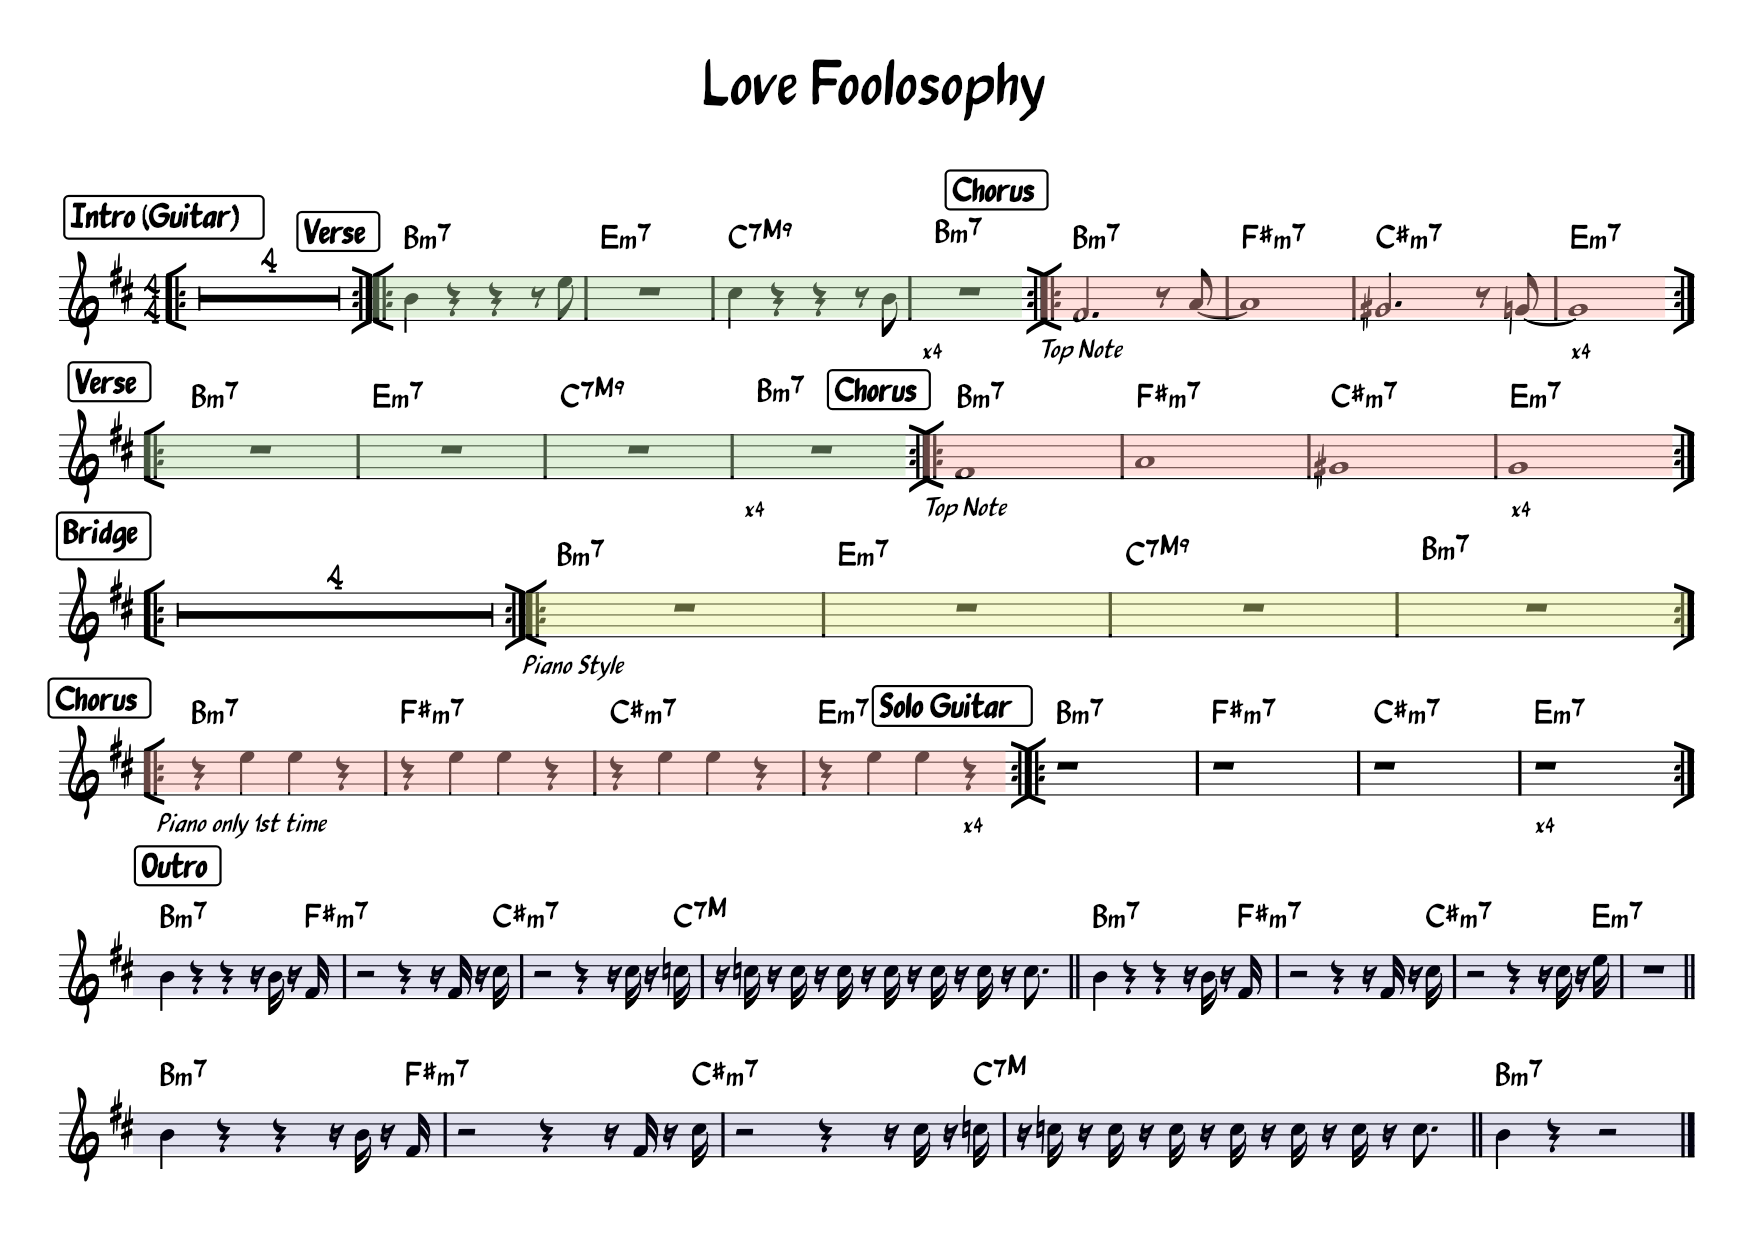 Love Foolosophy
Intro (Guitar) 4 Verse Bm7 Em7 C7M9 Bm7 Chorus Bm7 F#m7 C#m7 Em7
4
4
x4 Top Note x4
Verse Bm7 Em7 C7M9 Bm7 Chorus Bm7 F#m7 C#m7 Em7
x4 Top Note x4
Bridge 4 Bm7 Em7 C7M9 Bm7
Piano Style
Chorus Bm7 F#m7 C#m7 Em7 Solo Guitar Bm7 F#m7 C#m7 Em7
Piano only 1st time x4 x4
Outro
Bm7 F#m7 C#m7 C7M Bm7 F#m7 C#m7 Em7
Bm7 F#m7 C#m7 C7M Bm7